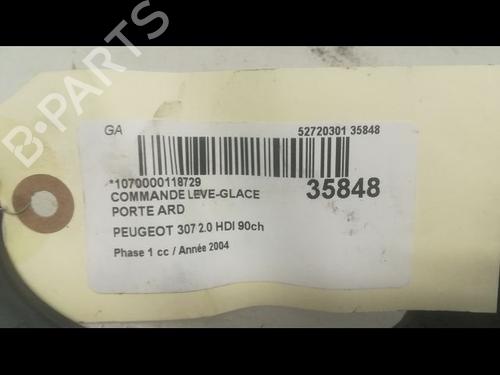 B-PARTS
GA
52720301 35848
*1070000118729
COMMANDE LEVE-GLACE
PORTE ARD
35848
PEUGEOT 307 2.0 HDI 90ch
Phase 1 cc / Année 2004